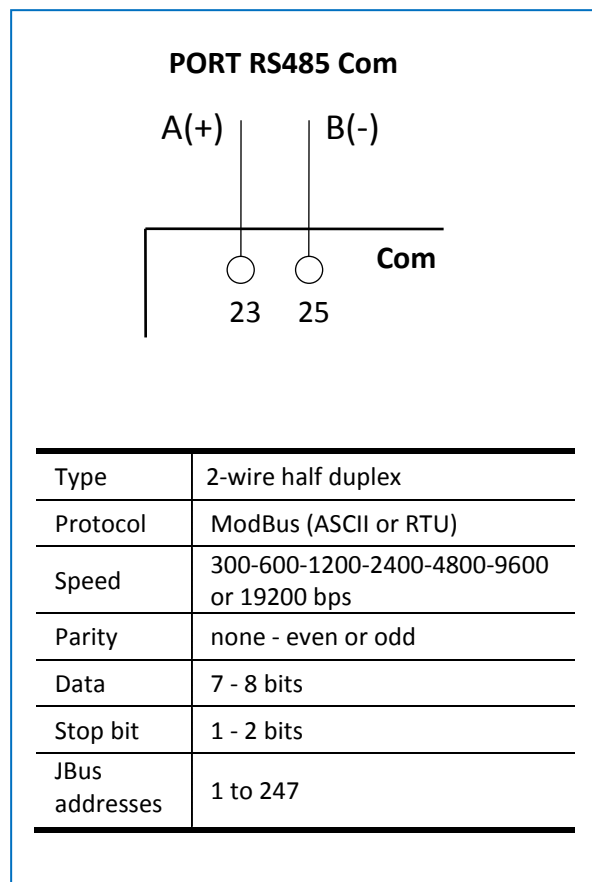 PORT RS485 Com
A(+) B(-)
Com
23 25
Type 2-wire half duplex
Protocol ModBus (ASCII or RTU)
Speed 300-600-1200-2400-4800-9600
or 19200 bps
Parity none - even or odd
Data 7 - 8 bits
Stop bit 1 - 2 bits
JBus
addresses 1 to 247